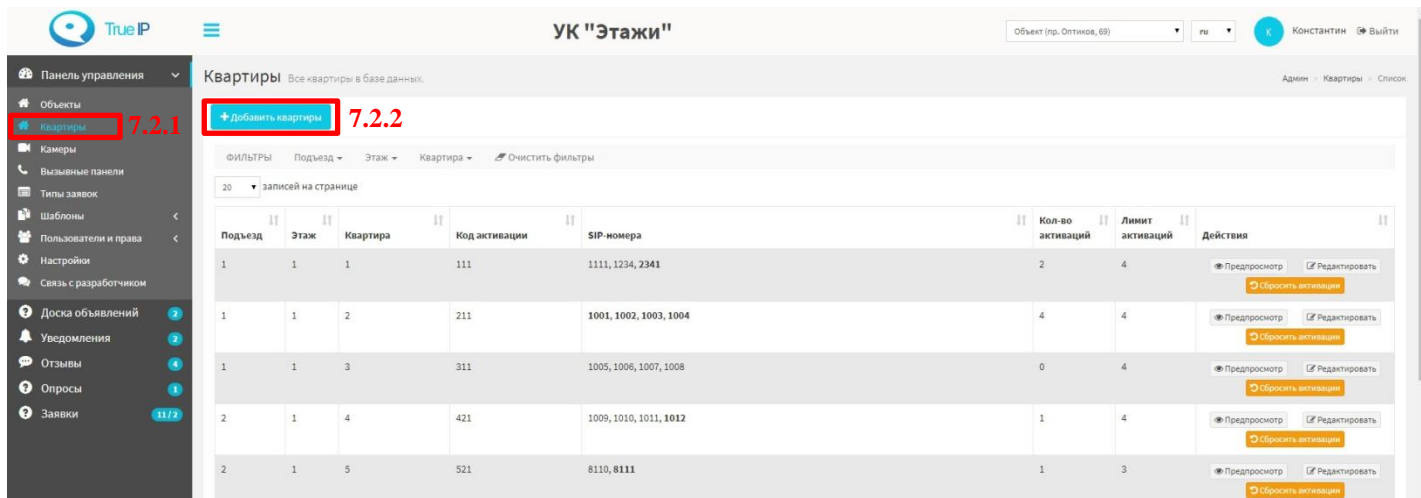 True IP
УК "Этажи"
Объект (пр. Оптиков, 69)
ru
К
Константин
Выйти
Панель управления
Объекты
Квартиры
7.2.1
Камеры
Вызывные панели
Типы заявок
Шаблоны
Пользователи и права
Настройки
Связь с разработчиком
Доска объявлений 2
Уведомления 2
Отзывы 4
Опросы 1
Заявки 11/2
Квартиры Все квартиры в базе данных.
Админ > Квартиры > Список
+Добавить квартиры
7.2.2
ФИЛЬТРЫ Подъезд Этаж Квартира Очистить фильтры
20 записей на странице
Подъезд Этаж Квартира Код активации SIP-номера Кол-во активаций Лимит активаций Действия
1 1 1 111 1111, 1234, 2341 2 4 Предпросмотр Редактировать
Сбросить активации
1 1 2 211 1001, 1002, 1003, 1004 4 4 Предпросмотр Редактировать
Сбросить активации
1 1 3 311 1005, 1006, 1007, 1008 0 4 Предпросмотр Редактировать
Сбросить активации
2 1 4 421 1009, 1010, 1011, 1012 1 4 Предпросмотр Редактировать
Сбросить активации
2 1 5 521 8110, 8111 1 3 Предпросмотр Редактировать
Сбросить активации